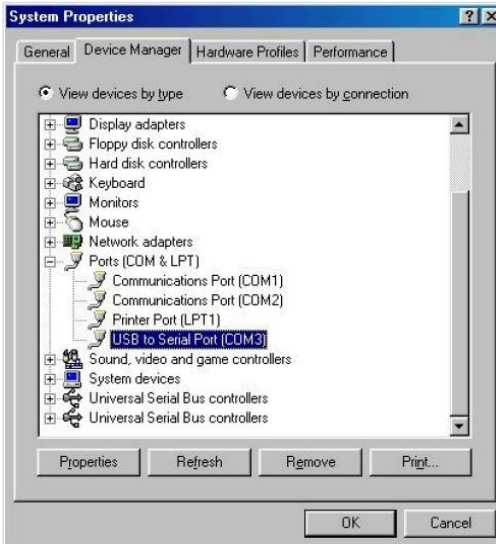 System Properties
General Device Manager Hardware Profiles Performance
View devices by type View devices by connection
Display adapters
Floppy disk controllers
Hard disk controllers
Keyboard
Monitors
Mouse
Network adapters
Ports (COM & LPT)
Communications Port (COM1)
Communications Port (COM2)
Printer Port (LPT1)
USB to Serial Port (COM3)
Sound, video and game controllers
System devices
Universal Serial Bus controllers
Universal Serial Bus controllers
Properties Refresh Remove Print...
OK Cancel